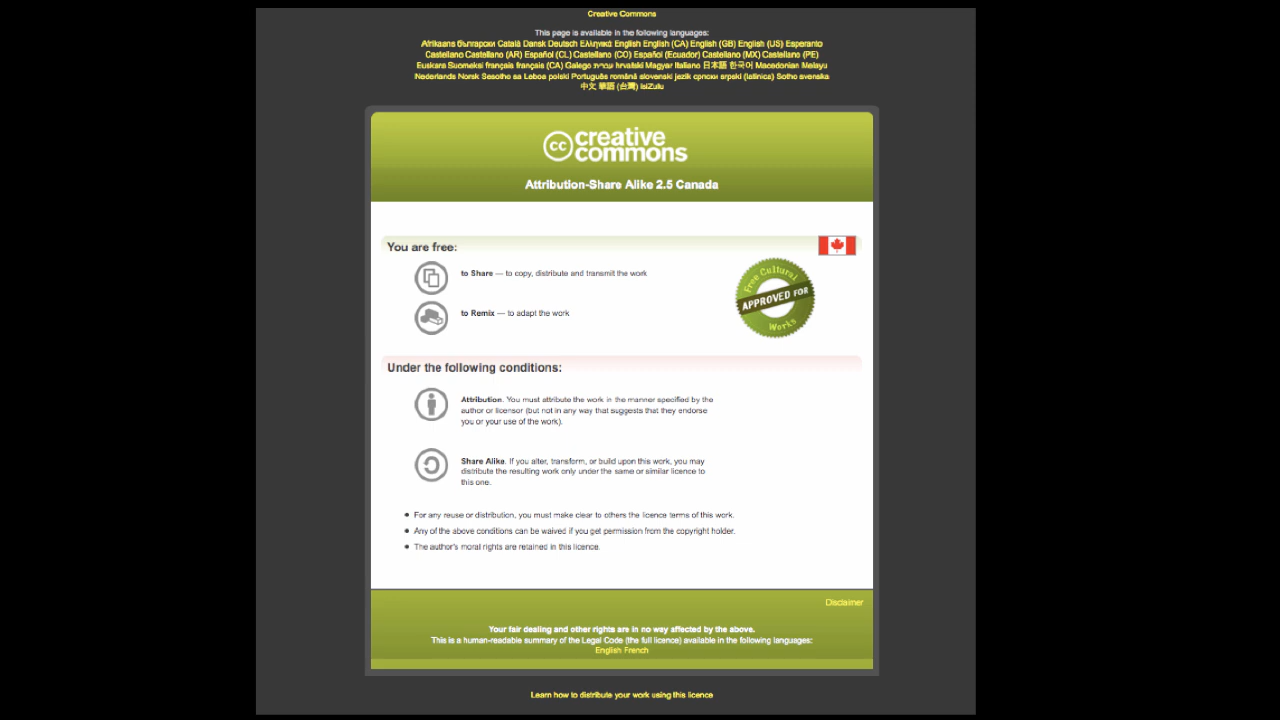 Creative Commons
This page is available in the following languages:
Afrikaans български Català Dansk Deutsch Ελληνικά English English (CA) English (GB) English (US) Esperanto
Castellano Castellano (AR) Español (CL) Castellano (CO) Español (Ecuador) Castellano (MX) Castellano (PE)
Euskara Suomeksi français français (CA) Galego עברית hrvatski Magyar Italiano 日本語 한국어 Macedonian Melayu
Nederlands Norsk Sesotho sa Leboa polski Português română slovenski jezik српски srpski (latinica) Sotho svenska
中文 華語 (台灣) isiZulu
cc creative
commons
Attribution-Share Alike 2.5 Canada
You are free:
to Share — to copy, distribute and transmit the work
to Remix — to adapt the work
Free Cultural
APPROVED FOR
Works
Under the following conditions:
Attribution. You must attribute the work in the manner specified by the
author or licensor (but not in any way that suggests that they endorse
you or your use of the work).
Share Alike. If you alter, transform, or build upon this work, you may
distribute the resulting work only under the same or similar licence to
this one.
For any reuse or distribution, you must make clear to others the licence terms of this work.
Any of the above conditions can be waived if you get permission from the copyright holder.
The author's moral rights are retained in this licence.
Disclaimer
Your fair dealing and other rights are in no way affected by the above.
This is a human-readable summary of the Legal Code (the full licence) available in the following languages:
English French
Learn how to distribute your work using this licence